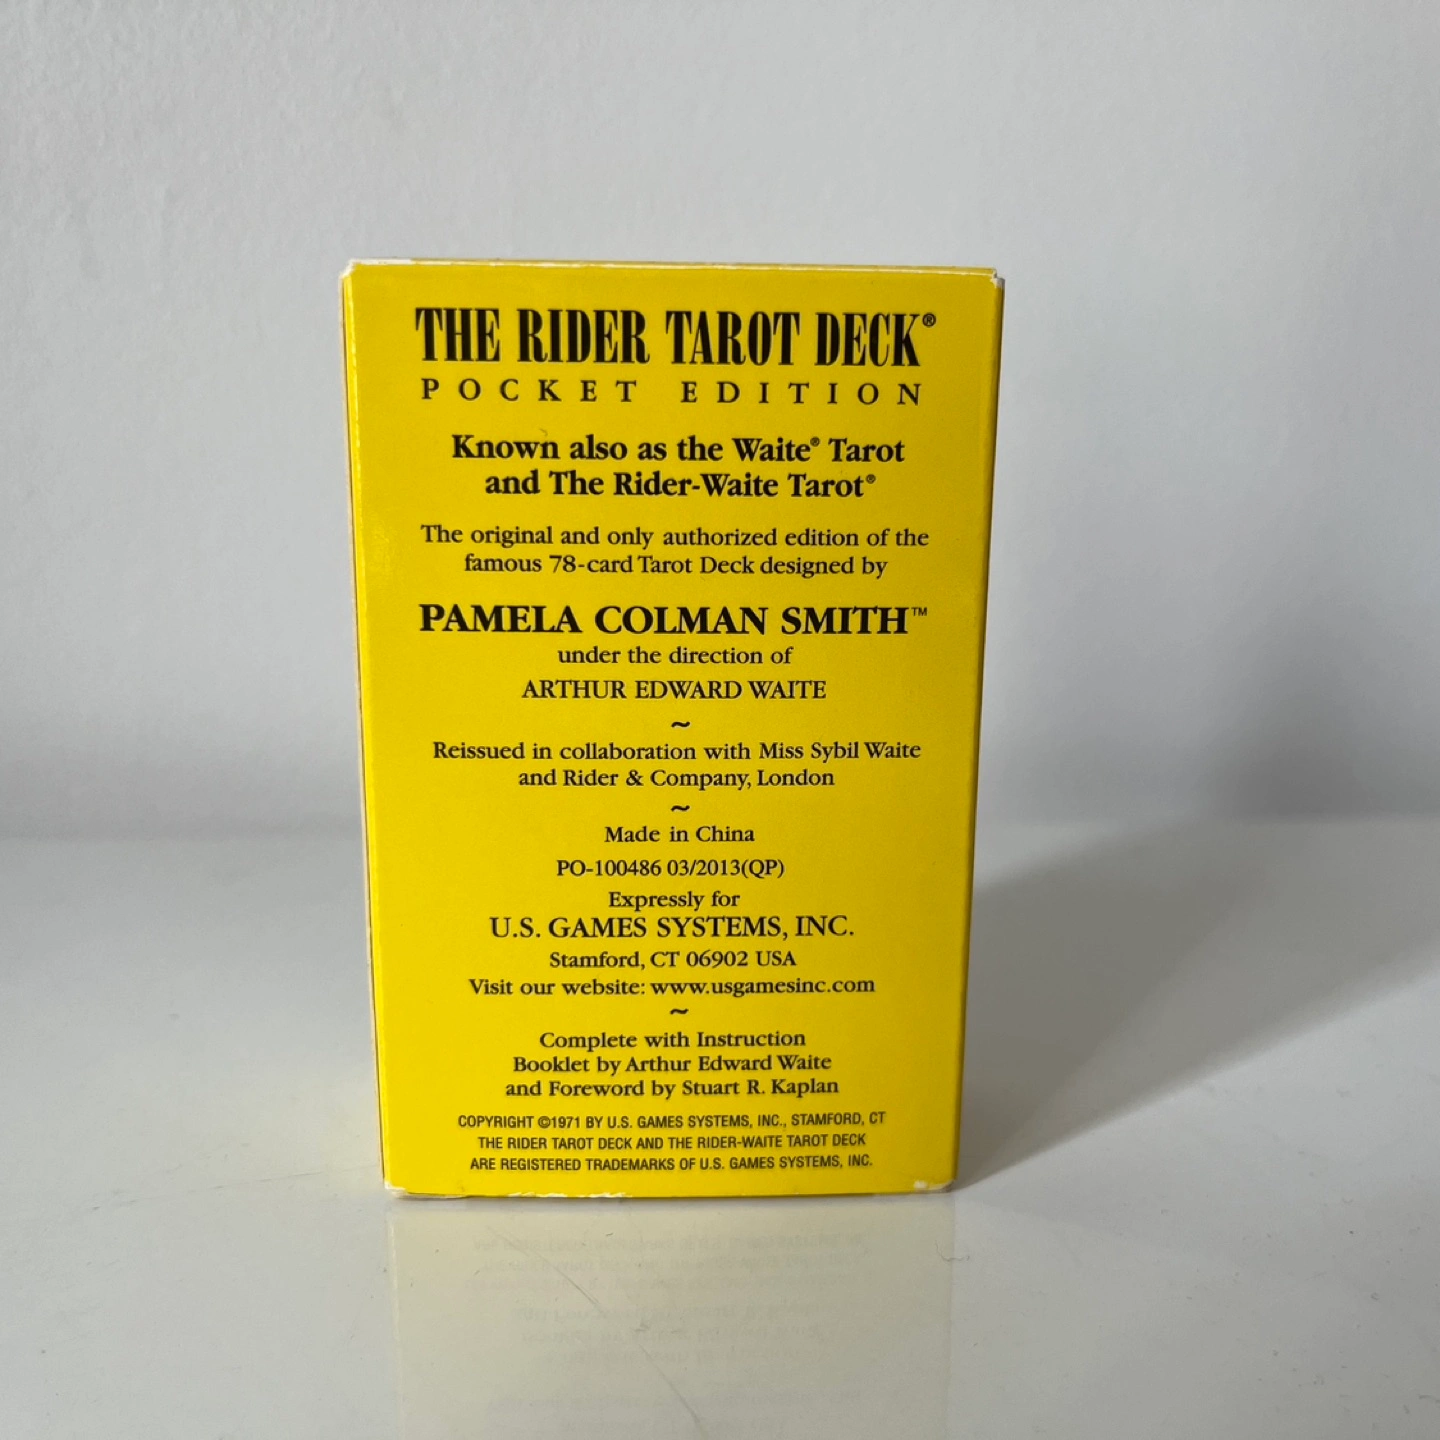 THE RIDER TAROT DECK®
POCKET EDITION
Known also as the Waite® Tarot
and The Rider-Waite Tarot®
The original and only authorized edition of the
famous 78-card Tarot Deck designed by
PAMELA COLMAN SMITH™
under the direction of
ARTHUR EDWARD WAITE
~
Reissued in collaboration with Miss Sybil Waite
and Rider & Company, London
~
Made in China
PO-100486 03/2013(QP)
Expressly for
U.S. GAMES SYSTEMS, INC.
Stamford, CT 06902 USA
Visit our website: www.usgamesinc.com
~
Complete with Instruction
Booklet by Arthur Edward Waite
and Foreword by Stuart R. Kaplan
COPYRIGHT ©1971 BY U.S. GAMES SYSTEMS, INC., STAMFORD, CT
THE RIDER TAROT DECK AND THE RIDER-WAITE TAROT DECK
ARE REGISTERED TRADEMARKS OF U.S. GAMES SYSTEMS, INC.